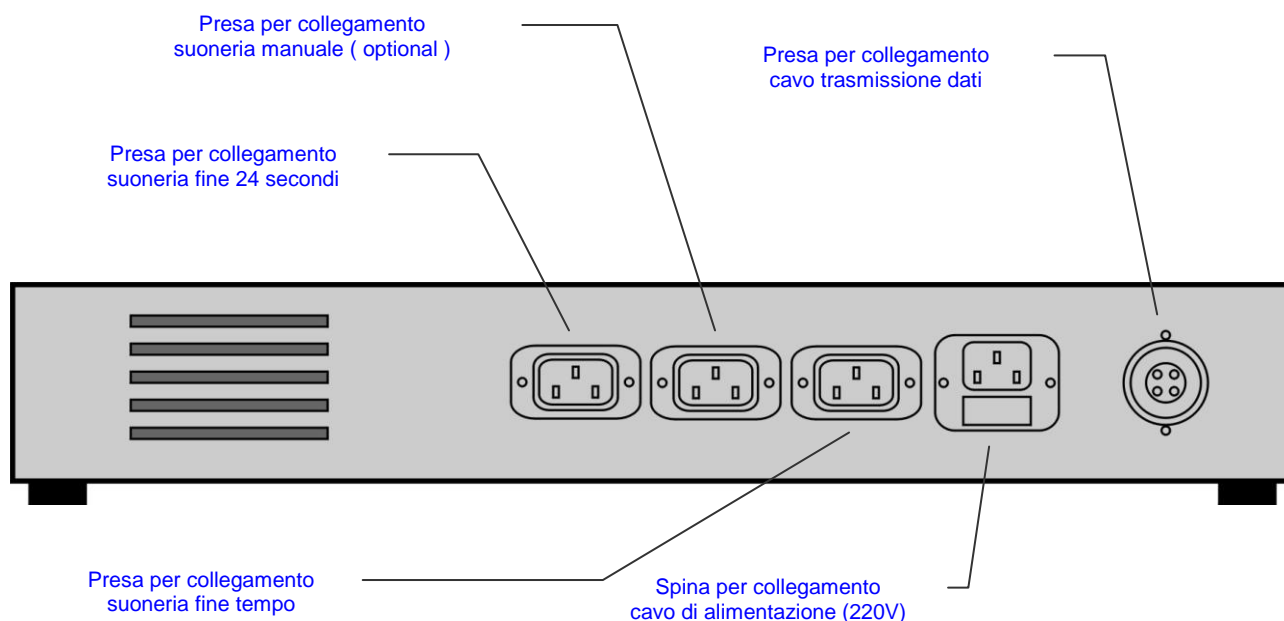 Presa per collegamento
suoneria manuale ( optional )
Presa per collegamento
cavo trasmissione dati
Presa per collegamento
suoneria fine 24 secondi
Presa per collegamento
suoneria fine tempo
Spina per collegamento
cavo di alimentazione (220V)